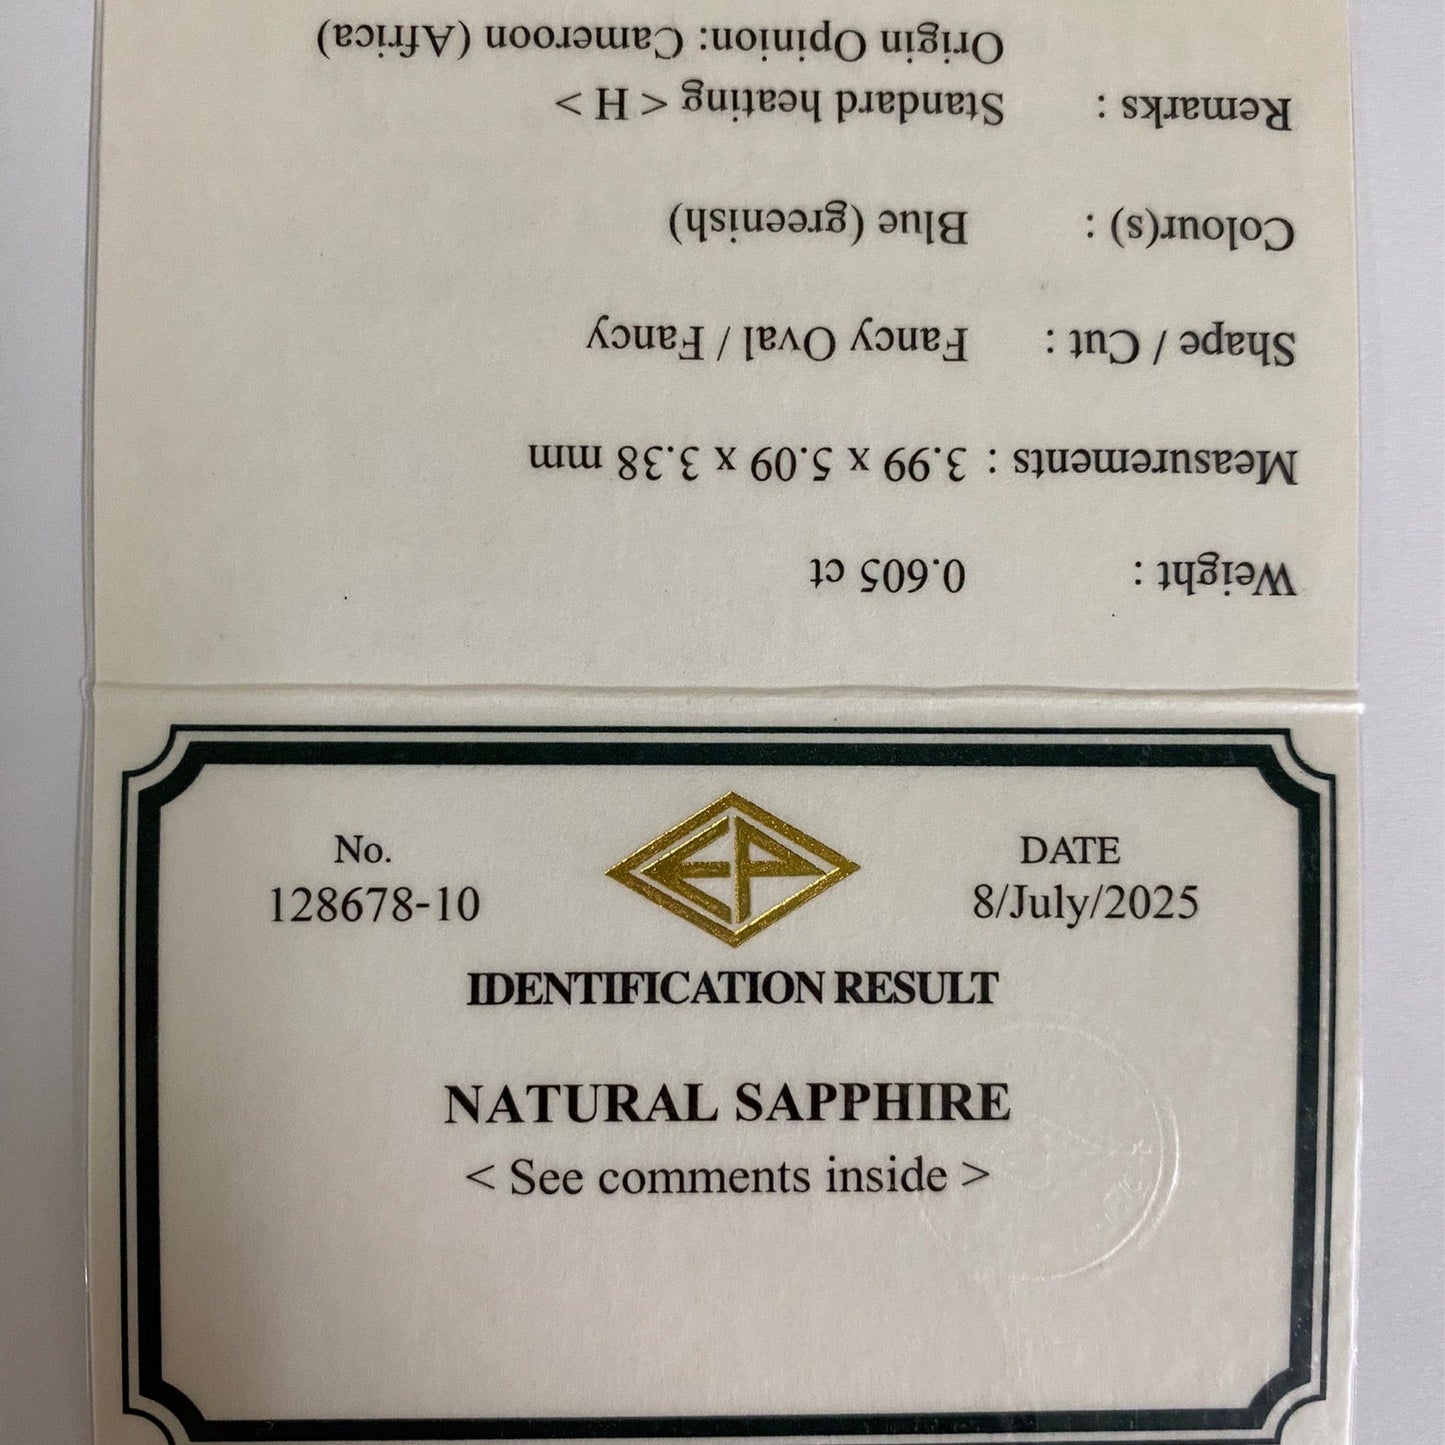 No.
128678-10
EP
DATE
8/July/2025
IDENTIFICATION RESULT
NATURAL SAPPHIRE
< See comments inside >
Weight : 0.605 ct
Measurements : 3.99 x 5.09 x 3.38 mm
Shape / Cut : Fancy Oval / Fancy
Colour(s) : Blue (greenish)
Remarks : Standard heating < H >
Origin Opinion: Cameroon (Africa)